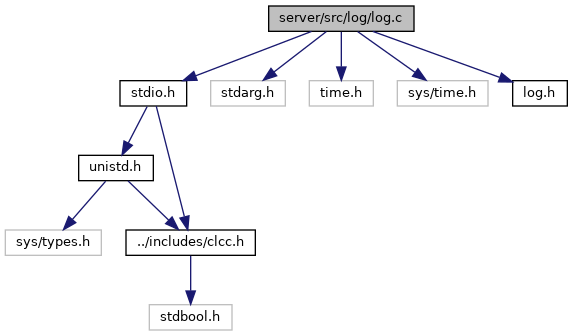 server/src/log/log.c
stdio.h
stdarg.h
time.h
sys/time.h
log.h
unistd.h
sys/types.h
../includes/clcc.h
stdbool.h